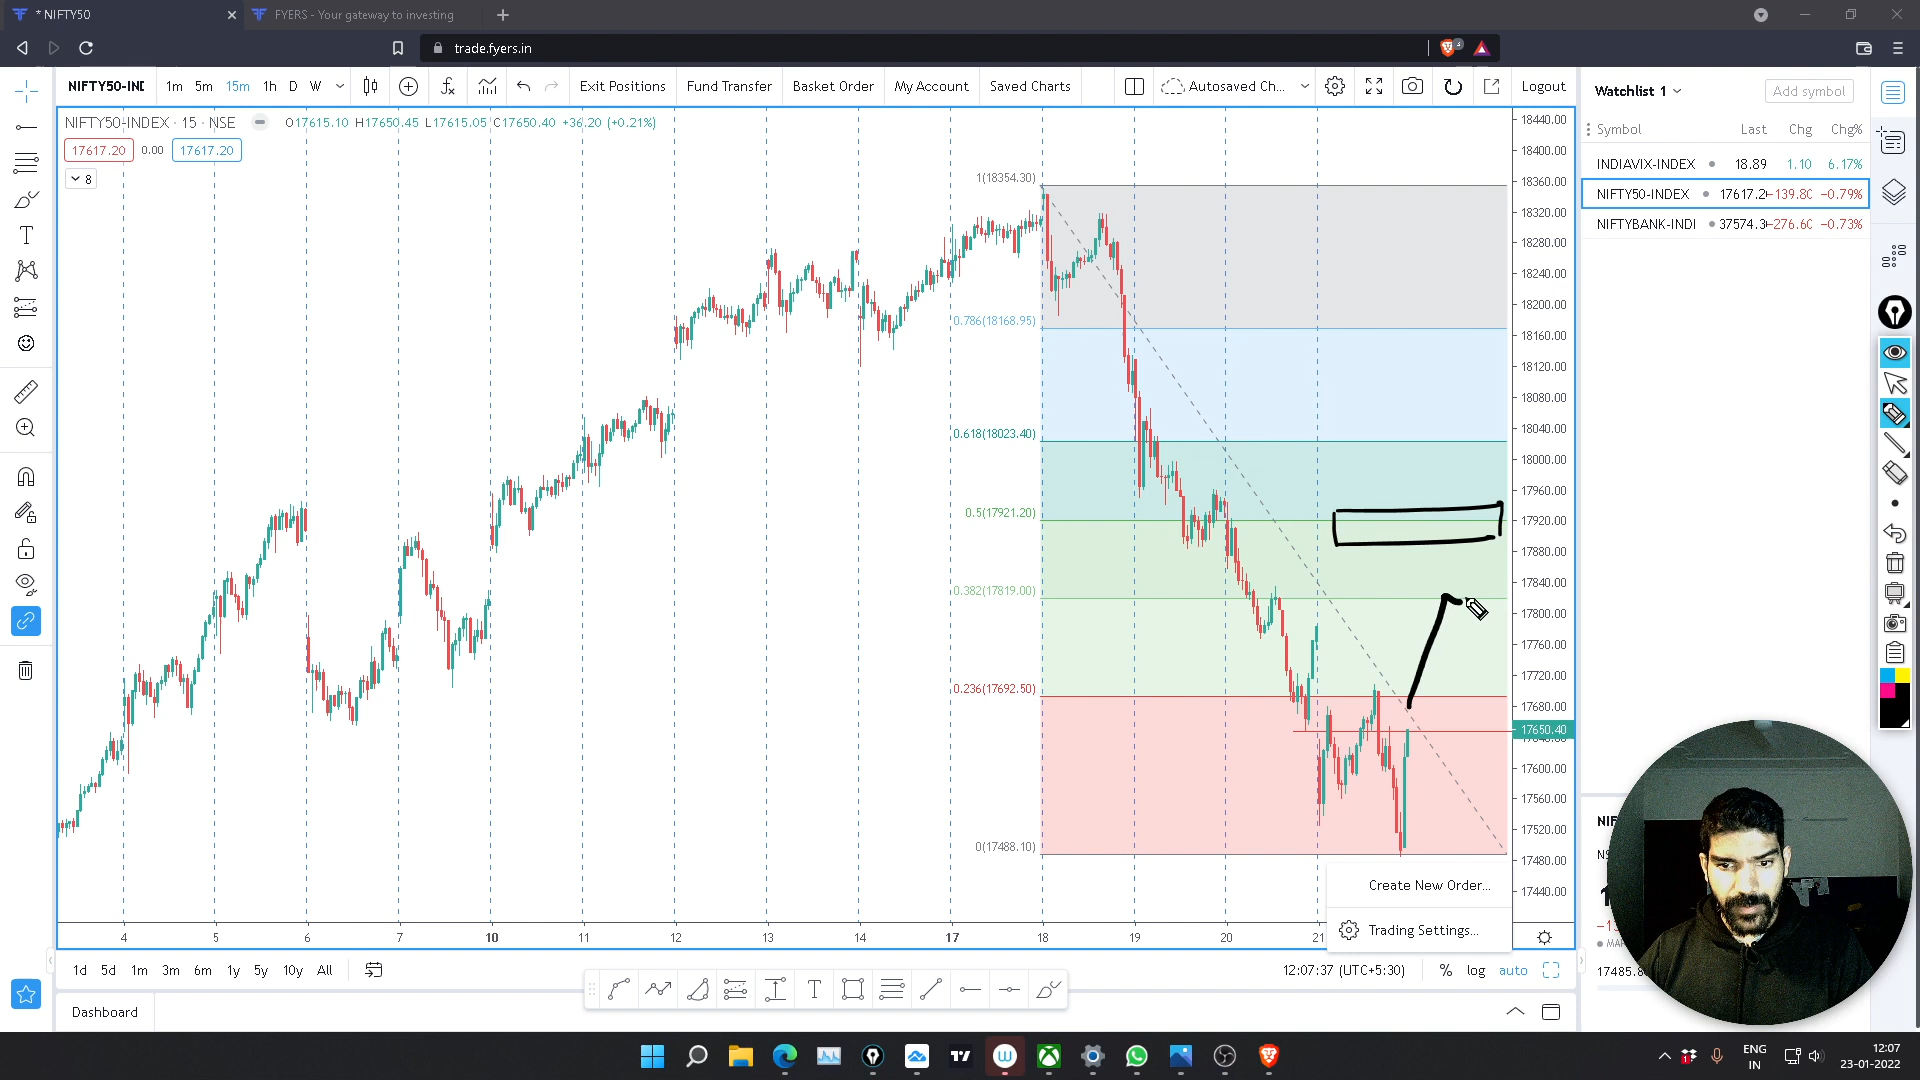 * NIFTY50
FYERS - Your gateway to investing
trade.fyers.in
3
NIFTY50-INI 1m 5m 15m 1h D W Exit Positions Fund Transfer Basket Order My Account Saved Charts Autosaved Ch... Logout
NIFTY50-INDEX · 15 · NSE O17615.10 H17650.45 L17615.05 C17650.40 +36.20 (+0.21%)
17617.20 0.00 17617.20
8
1(18354.30)
0.786(18168.95)
0.618(18023.40)
0.5(17921.20)
0.382(17819.00)
0.236(17692.50)
0(17488.10)
18440.00
18400.00
18360.00
18320.00
18280.00
18240.00
18200.00
18160.00
18120.00
18080.00
18040.00
18000.00
17960.00
17920.00
17880.00
17840.00
17800.00
17760.00
17720.00
17680.00
17650.40
17600.00
17560.00
17520.00
17480.00
17440.00
Create New Order...
Trading Settings...
4 5 6 7 10 11 12 13 14 17 18 19 20 21
1d 5d 1m 3m 6m 1y 5y 10y All
12:07:37 (UTC+5:30) % log auto
Dashboard
Watchlist 1 Add symbol
Symbol Last Chg Chg%
INDIAVIX-INDEX 18.89 1.10 6.17%
NIFTY50-INDEX 17617.2 -139.80 -0.79%
NIFTYBANK-INDI 37574.3 -276.60 -0.73%
NIF
17485.8
ENG
IN
12:07
23-01-2022